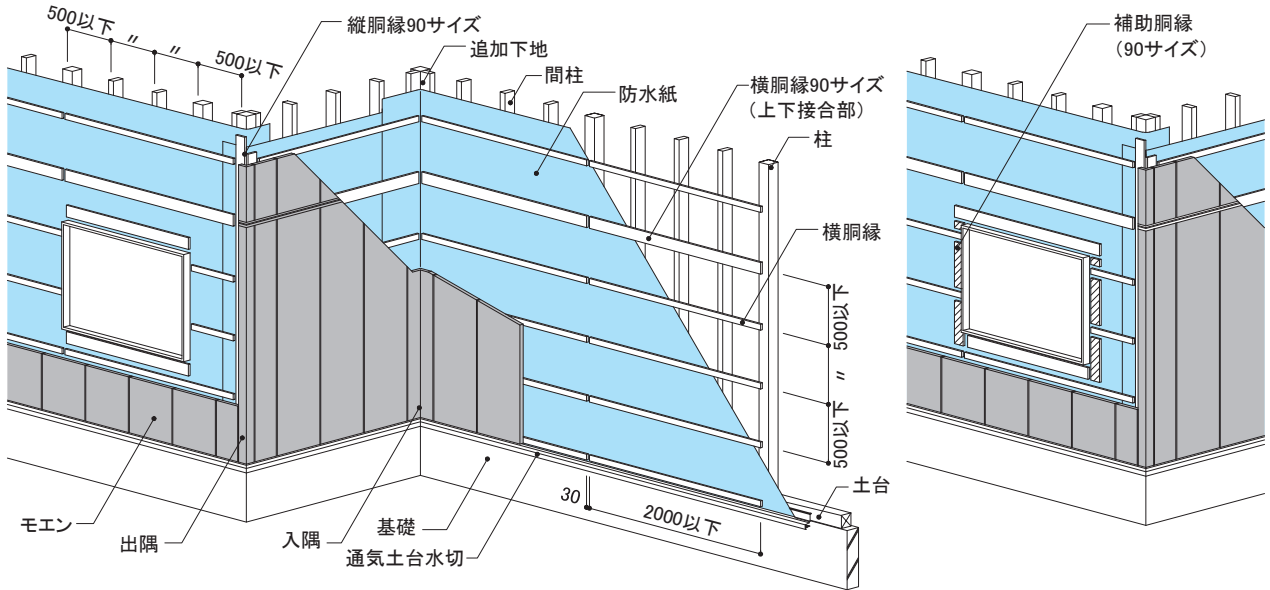 500以下
〃
〃
500以下
縦胴縁90サイズ
追加下地
間柱
防水紙
横胴縁90サイズ
(上下接合部)
柱
横胴縁
500以下
〃
500以下
土台
30
2000以下
モエン
出隅
入隅
基礎
通気土台水切
補助胴縁
(90サイズ)